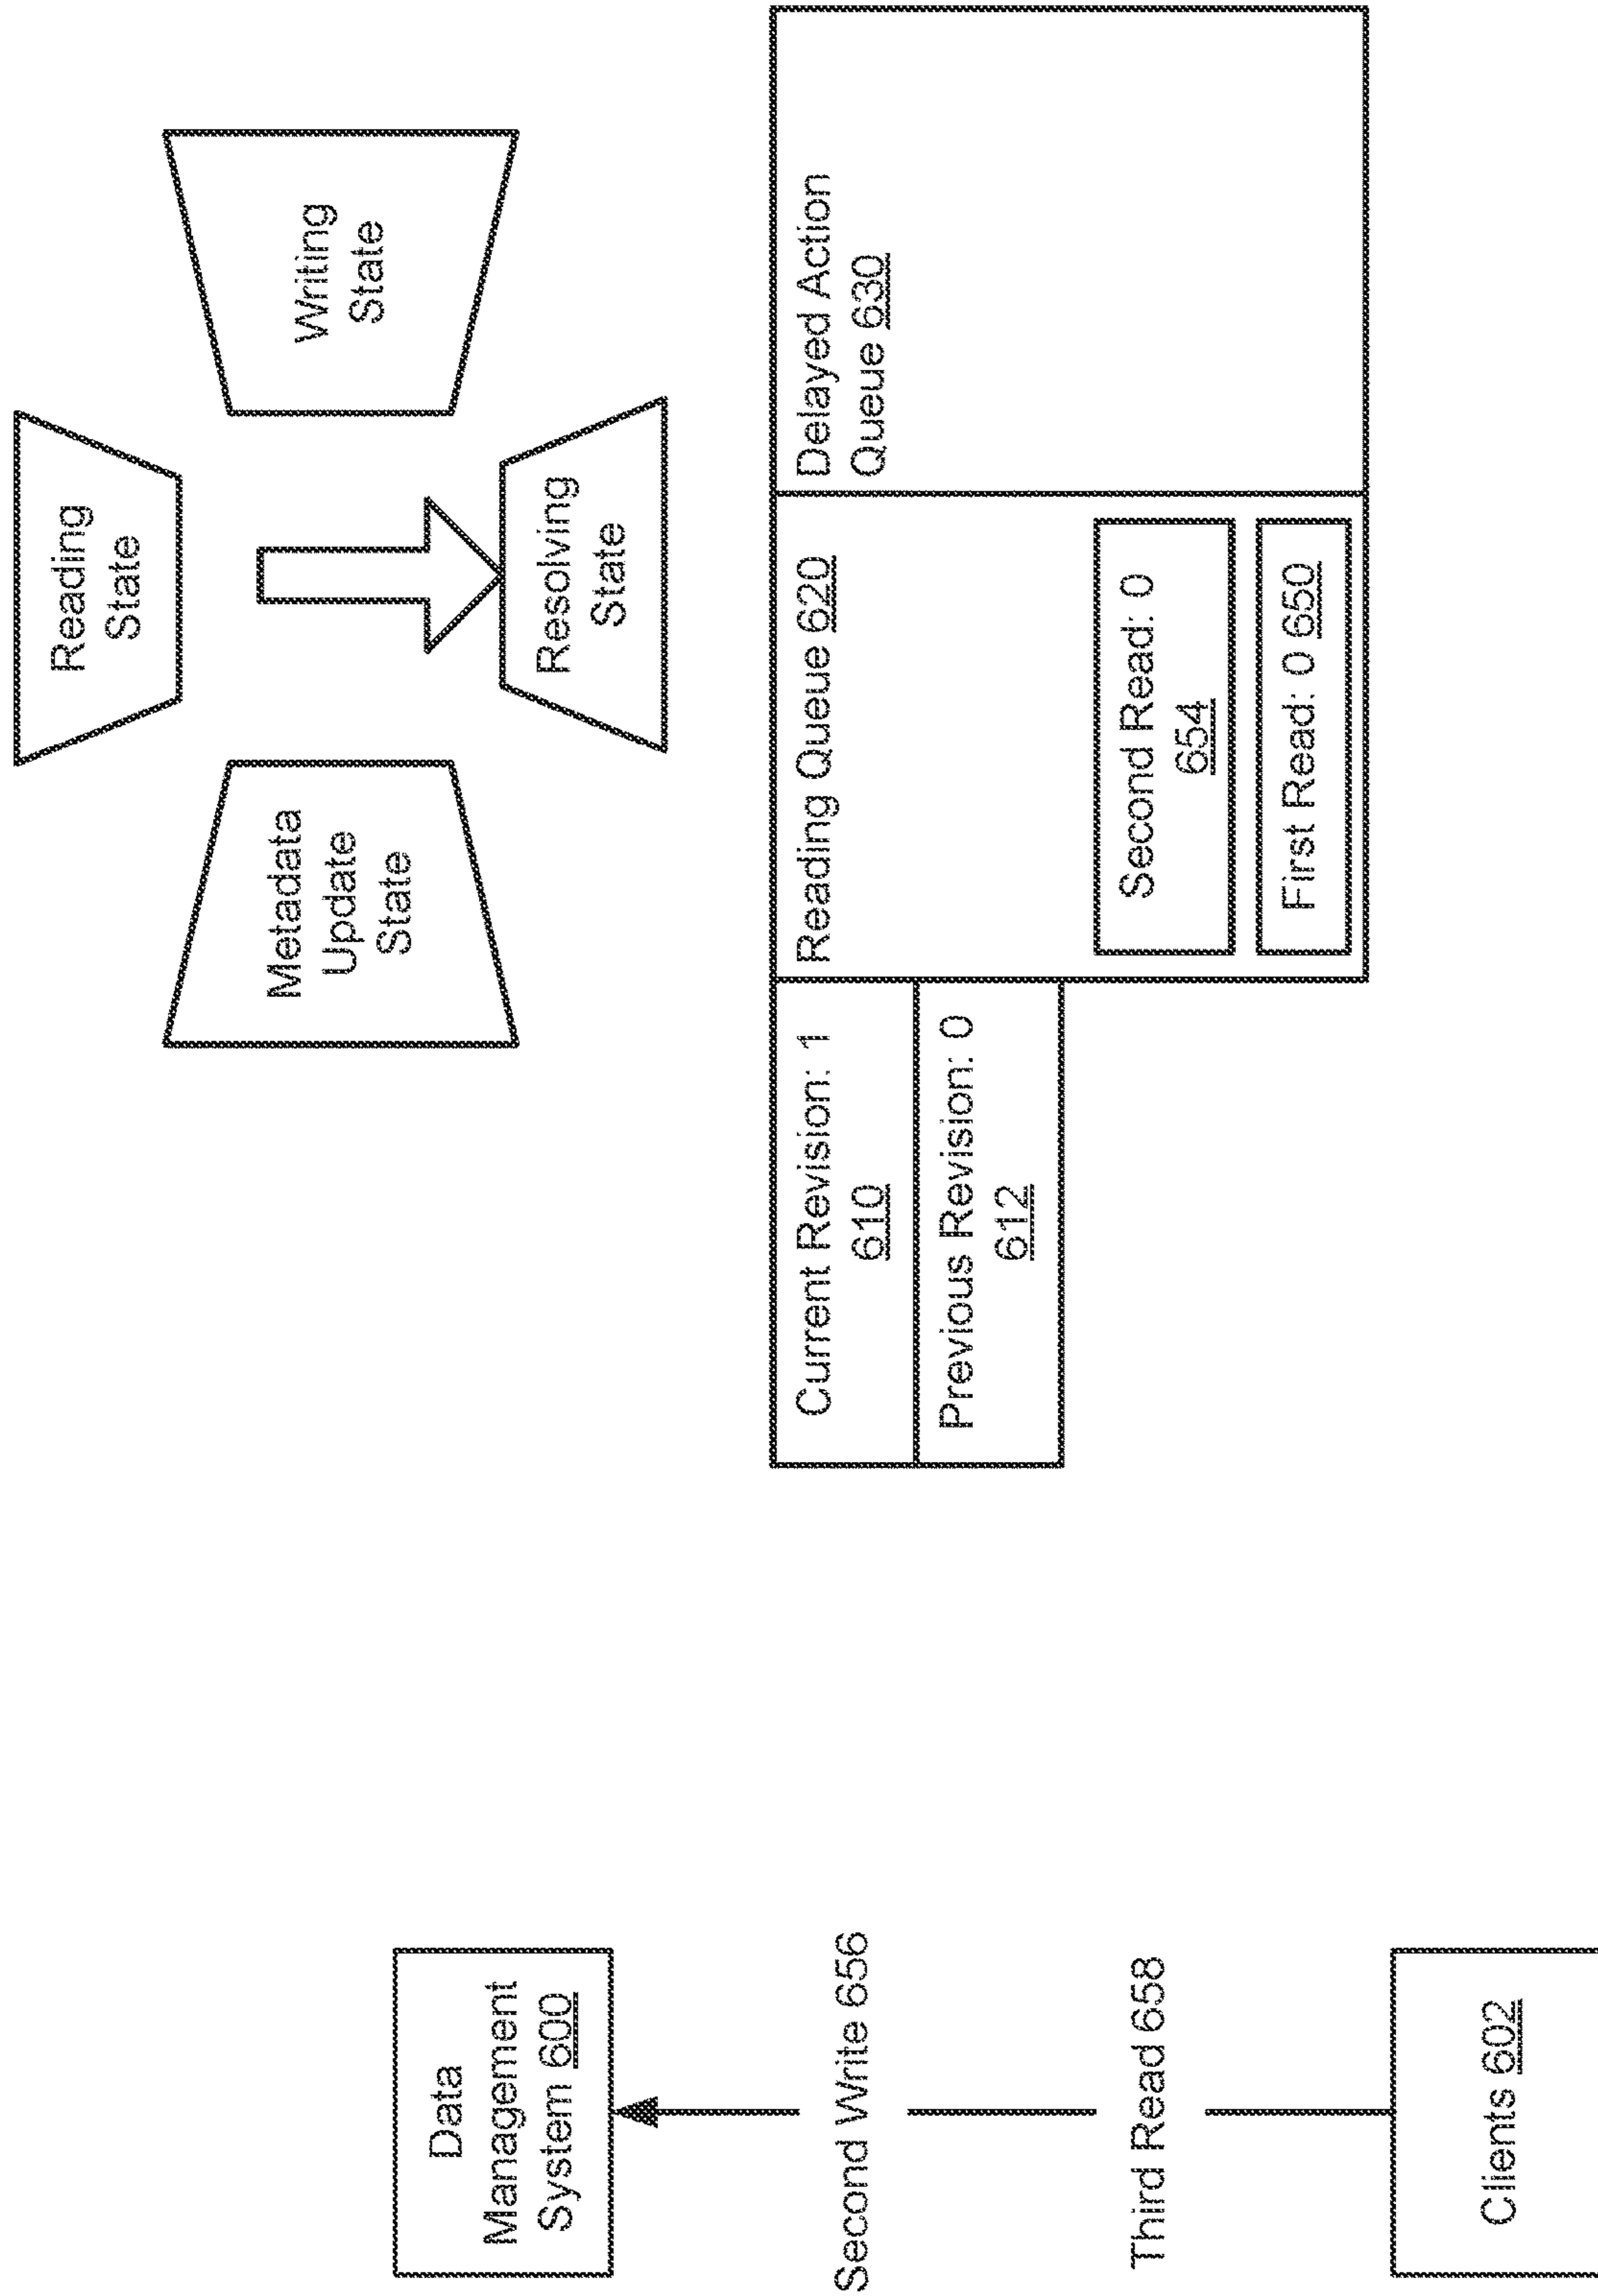 Data
Management
System 600
Second Write 656
Third Read 658
Clients 602
Reading
State
Metadata
Update
State
Writing
State
Resolving
State
Current Revision: 1
610
Previous Revision: 0
612
Reading Queue 620
Second Read: 0
654
First Read: 0 650
Delayed Action
Queue 630